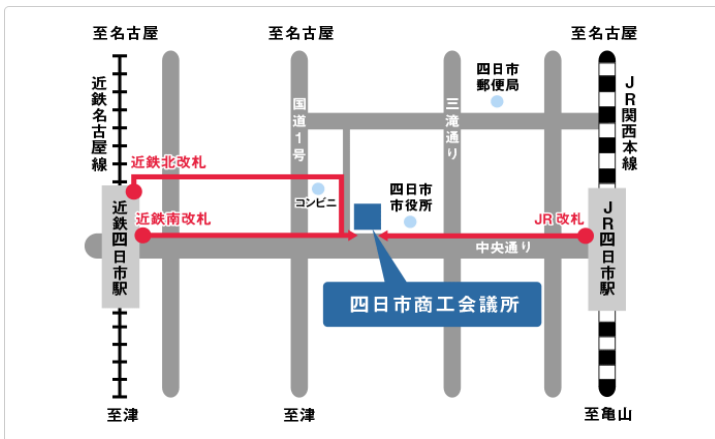 至名古屋
至名古屋
至名古屋
近鉄名古屋線
国道1号
三滝通り
四日市
郵便局
JR関西本線
近鉄北改札
コンビニ
四日市
市役所
近鉄南改札
JR改札
近鉄四日市駅
中央通り
JR四日市駅
四日市商工会議所
至津
至津
至亀山